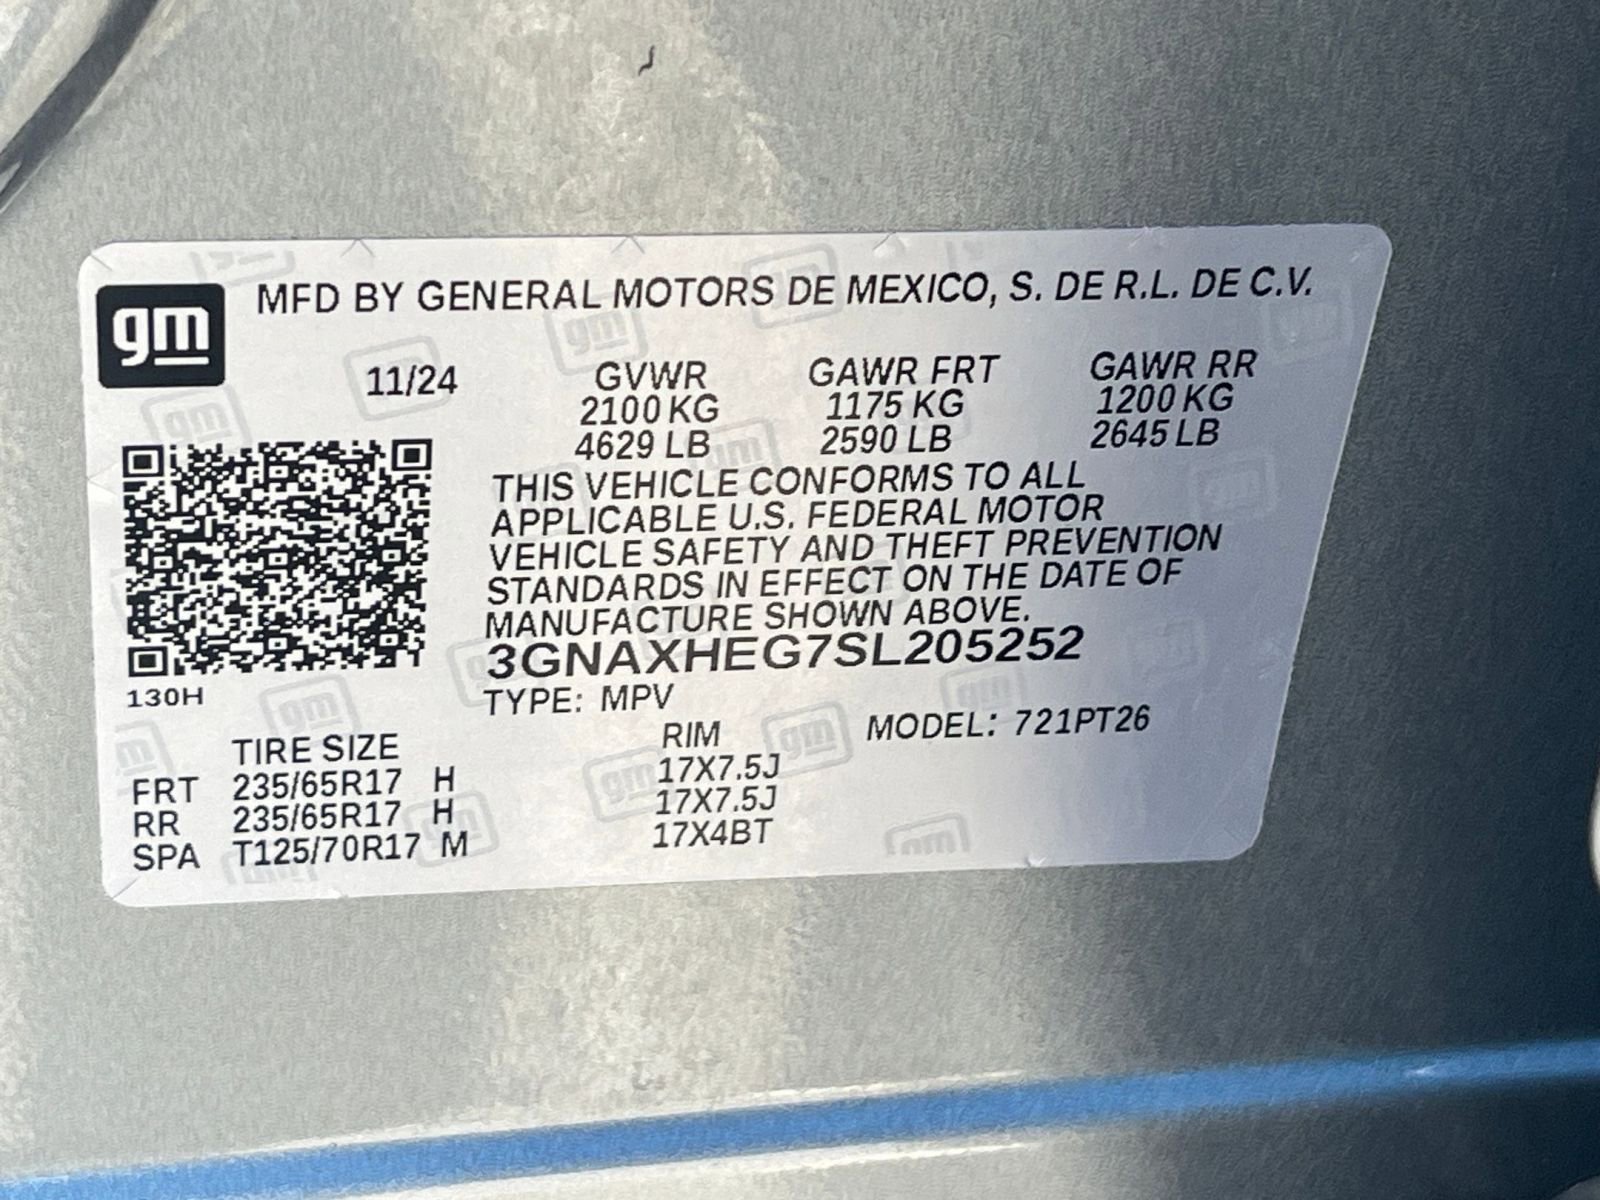 gm
MFD BY GENERAL MOTORS DE MEXICO, S. DE R.L. DE C.V.
11/24 GVWR GAWR FRT GAWR RR
2100 KG 1175 KG 1200 KG
4629 LB 2590 LB 2645 LB
THIS VEHICLE CONFORMS TO ALL
APPLICABLE U.S. FEDERAL MOTOR
VEHICLE SAFETY AND THEFT PREVENTION
STANDARDS IN EFFECT ON THE DATE OF
MANUFACTURE SHOWN ABOVE.
3GNAXHEG7SL205252
130H
TYPE: MPV
MODEL: 721PT26
TIRE SIZE RIM
FRT 235/65R17 H 17X7.5J
RR 235/65R17 H 17X7.5J
SPA T125/70R17 M 17X4BT